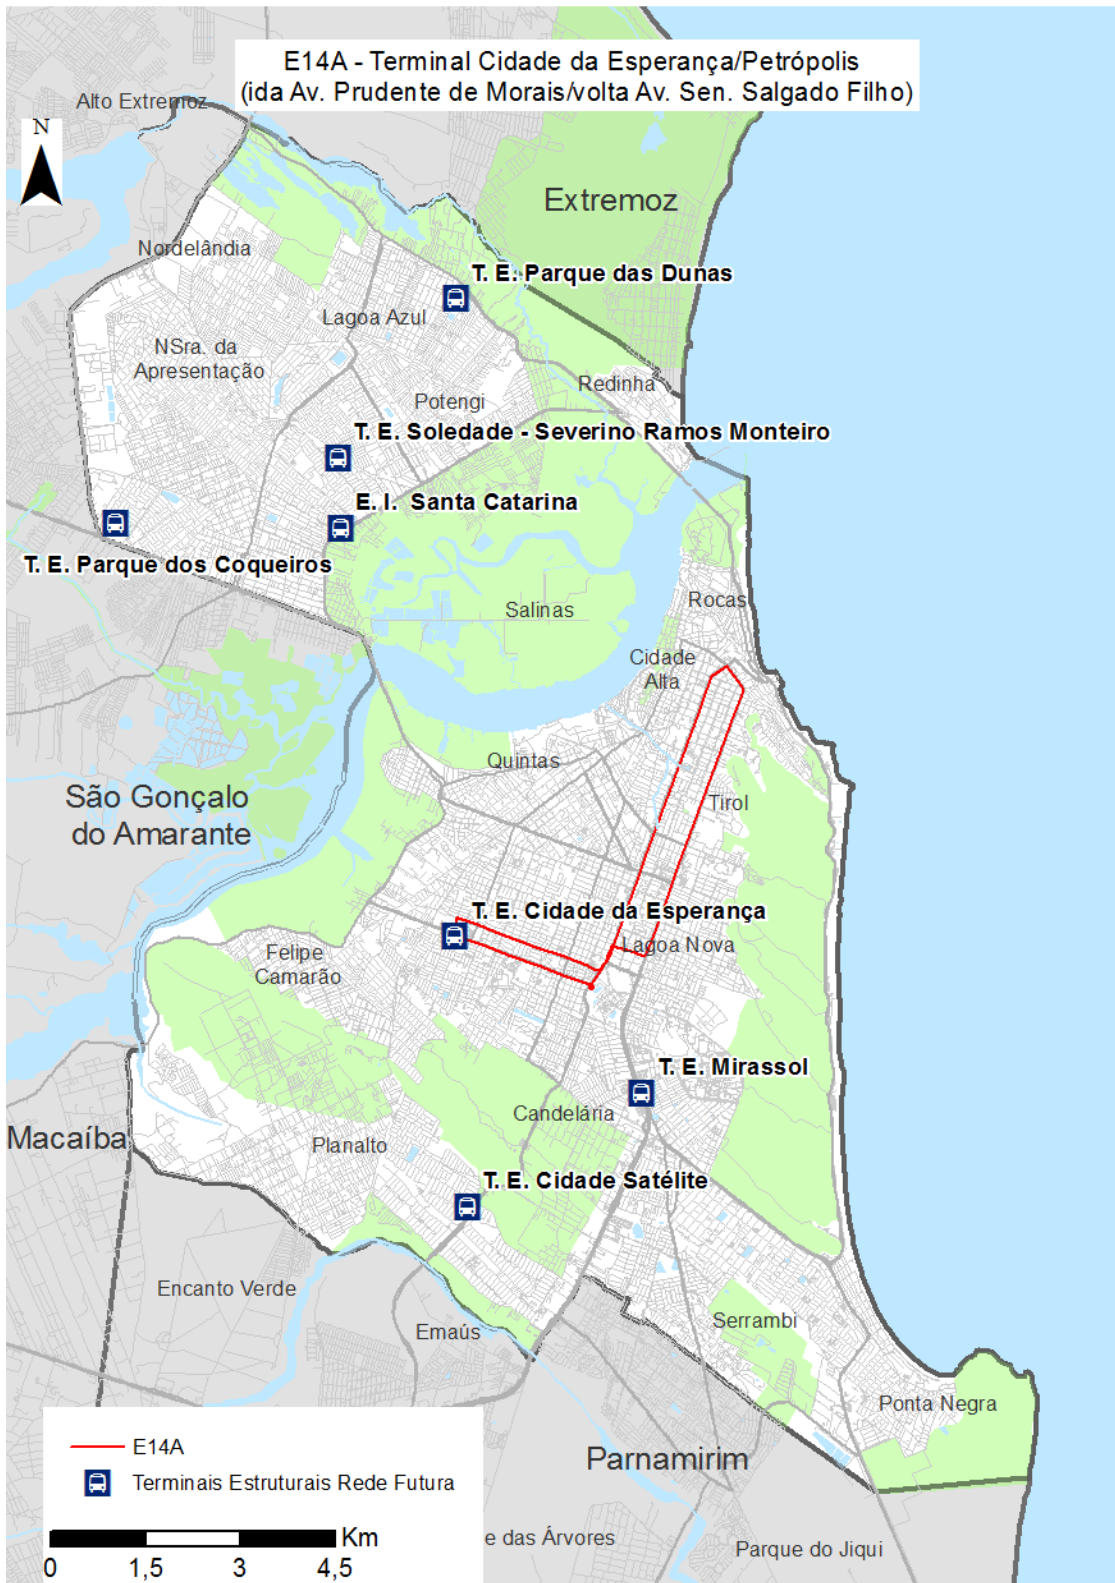 E14A - Terminal Cidade da Esperança/Petrópolis
(ida Av. Prudente de Morais/volta Av. Sen. Salgado Filho)
Alto Extremoz
N
Extremoz
Nordelândia
T. E. Parque das Dunas
Lagoa Azul
NSra. da
Apresentação
Redinha
Potengi
T. E. Soledade - Severino Ramos Monteiro
E. I. Santa Catarina
T. E. Parque dos Coqueiros
Rocas
Salinas
Cidade
Alta
Quintas
São Gonçalo
do Amarante
Tirol
T. E. Cidade da Esperança
Lagoa Nova
Felipe
Camarão
T. E. Mirassol
Candelária
Macaíba
Planalto
T. E. Cidade Satélite
Encanto Verde
Emaús
Serrambi
Ponta Negra
E14A
Parnamirim
Terminais Estruturais Rede Futura
Km
0 1,5 3 4,5
e das Árvores
Parque do Jiqui